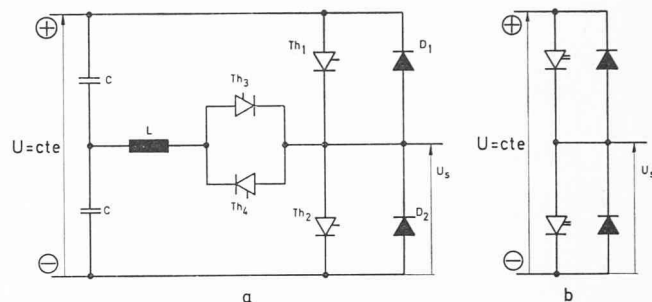 +
Th1
D1
C
Th3
L
U=cte
Th4
C
Th2
D2
Us
−
a
+
U=cte
Us
−
b